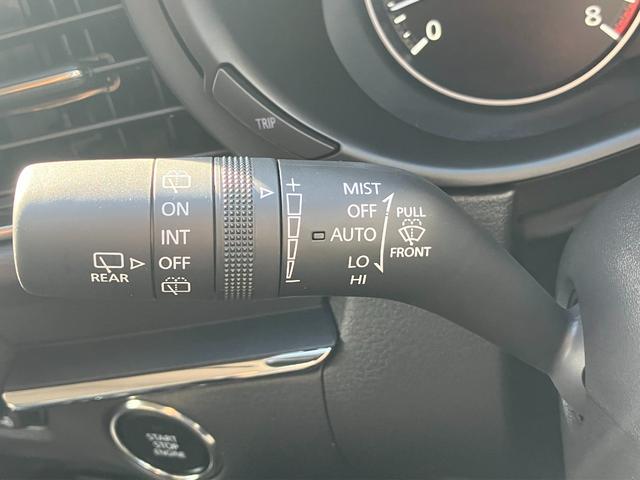 0
8
TRIP
+
MIST
ON
OFF
PULL
INT
AUTO
FRONT
REAR
OFF
LO
−
HI
START
STOP
ENGINE